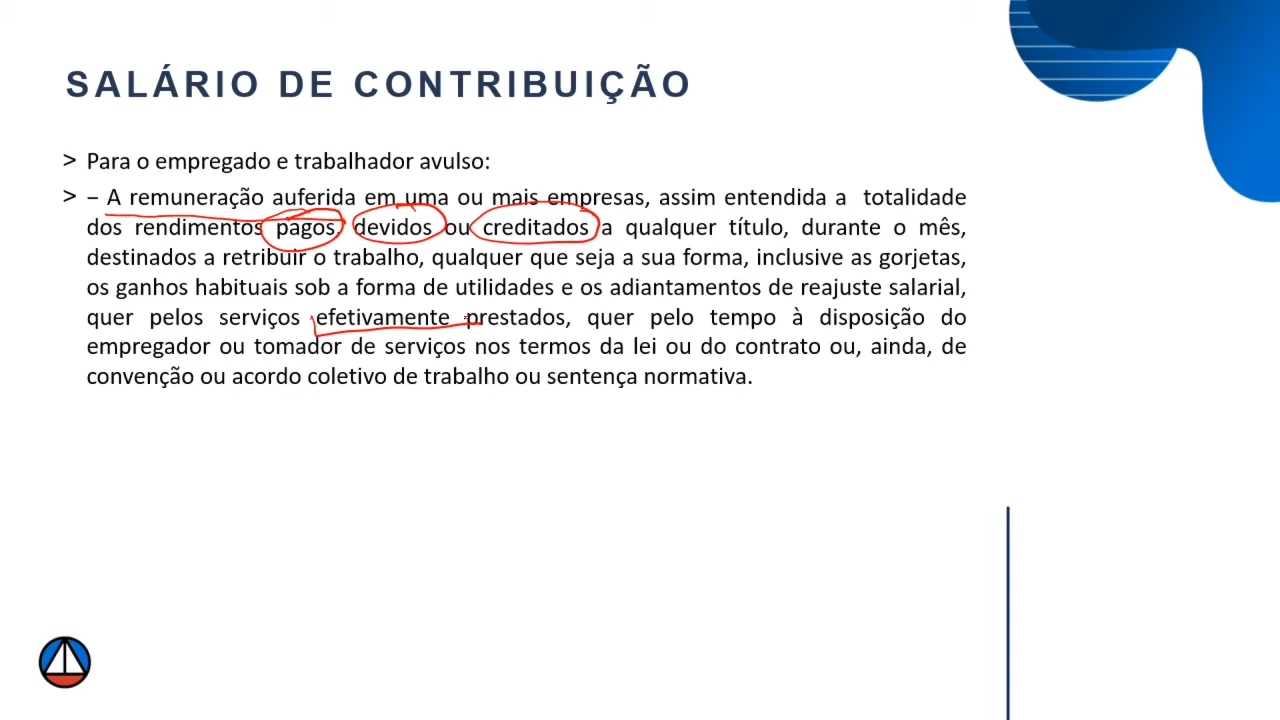 SALÁRIO DE CONTRIBUIÇÃO
> Para o empregado e trabalhador avulso:
> – A remuneração auferida em uma ou mais empresas, assim entendida a totalidade
dos rendimentos pagos, devidos ou creditados a qualquer título, durante o mês,
destinados a retribuir o trabalho, qualquer que seja a sua forma, inclusive as gorjetas,
os ganhos habituais sob a forma de utilidades e os adiantamentos de reajuste salarial,
quer pelos serviços efetivamente prestados, quer pelo tempo à disposição do
empregador ou tomador de serviços nos termos da lei ou do contrato ou, ainda, de
convenção ou acordo coletivo de trabalho ou sentença normativa.